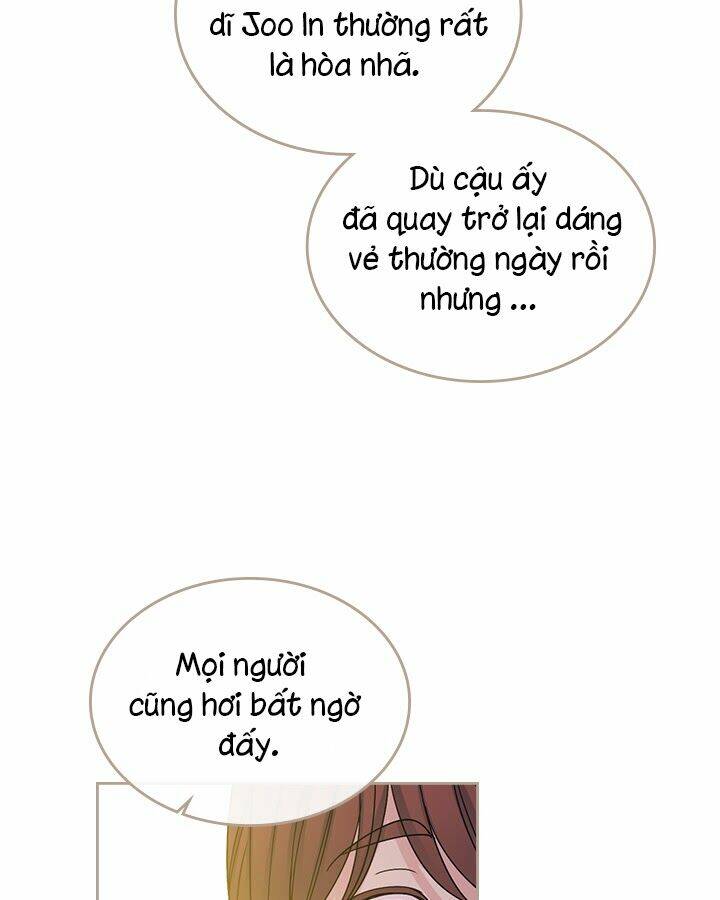 dĩ Joo In thường rất
là hòa nhã.
Dù cậu ấy
đã quay trở lại dáng
vẻ thường ngày rồi
nhưng ...
Mọi người
cũng hơi bất ngờ
đấy.